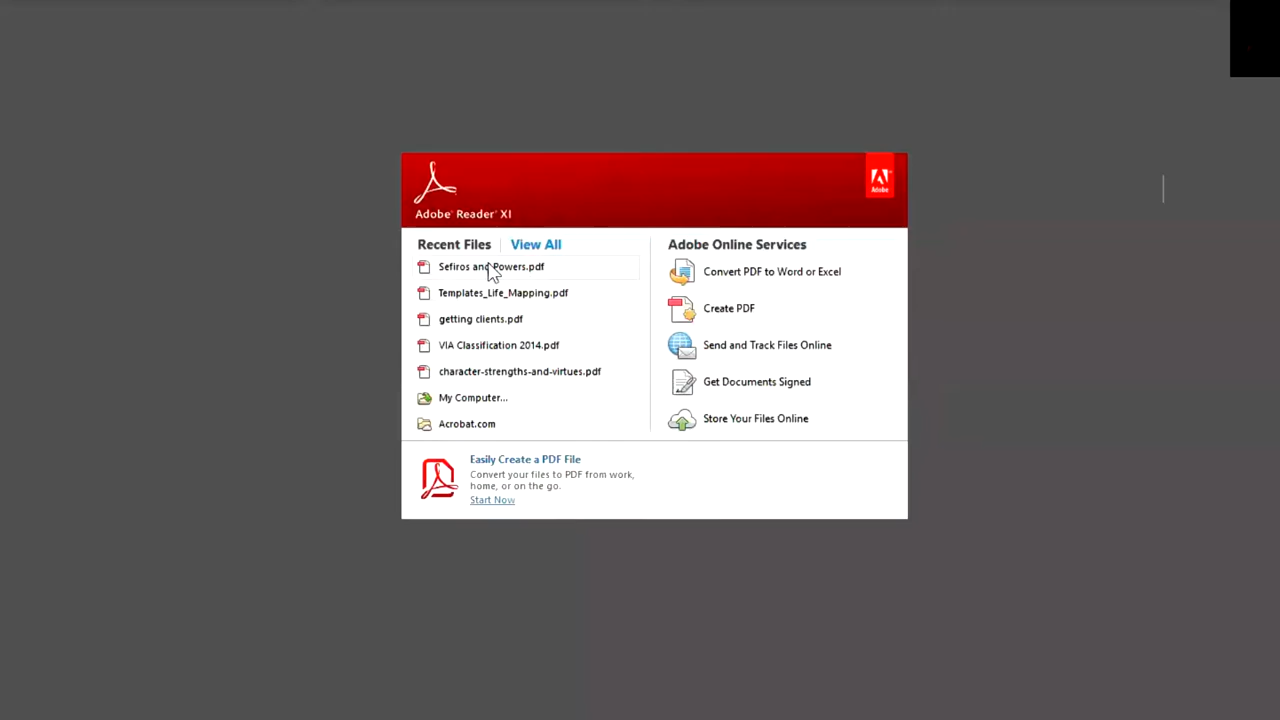 Adobe® Reader® XI
Adobe
Recent Files
View All
Sefiros and Powers.pdf
Templates_Life_Mapping.pdf
getting clients.pdf
VIA Classification 2014.pdf
character-strengths-and-virtues.pdf
My Computer...
Acrobat.com
Adobe Online Services
Convert PDF to Word or Excel
Create PDF
Send and Track Files Online
Get Documents Signed
Store Your Files Online
Easily Create a PDF File
Convert your files to PDF from work,
home, or on the go.
Start Now